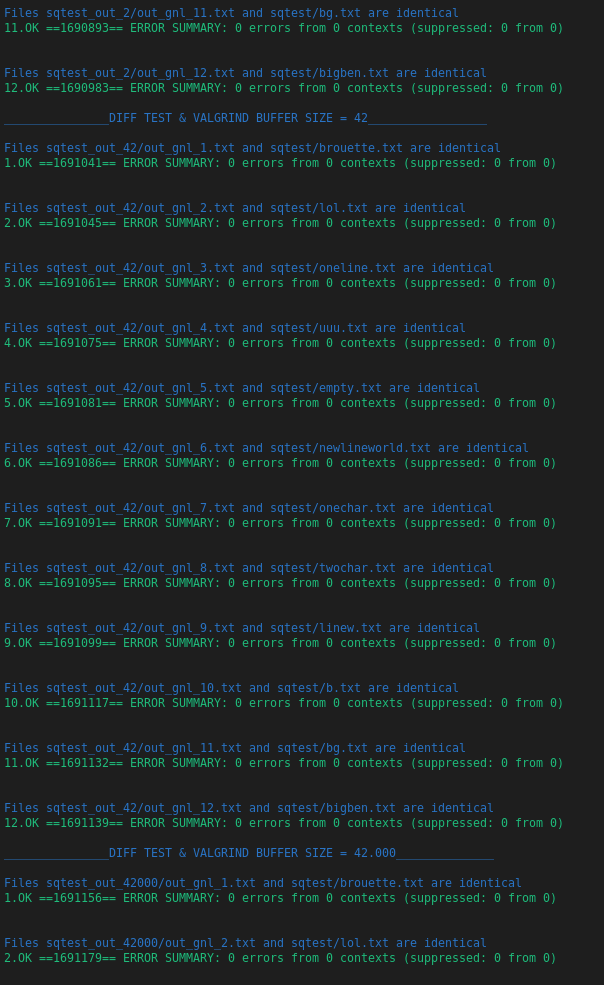 Files sqtest_out_2/out_gnl_11.txt and sqtest/bg.txt are identical
11.OK ==1690893== ERROR SUMMARY: 0 errors from 0 contexts (suppressed: 0 from 0)
Files sqtest_out_2/out_gnl_12.txt and sqtest/bigben.txt are identical
12.OK ==1690983== ERROR SUMMARY: 0 errors from 0 contexts (suppressed: 0 from 0)
_______________DIFF TEST & VALGRIND BUFFER SIZE = 42_________________
Files sqtest_out_42/out_gnl_1.txt and sqtest/brouette.txt are identical
1.OK ==1691041== ERROR SUMMARY: 0 errors from 0 contexts (suppressed: 0 from 0)
Files sqtest_out_42/out_gnl_2.txt and sqtest/lol.txt are identical
2.OK ==1691045== ERROR SUMMARY: 0 errors from 0 contexts (suppressed: 0 from 0)
Files sqtest_out_42/out_gnl_3.txt and sqtest/oneline.txt are identical
3.OK ==1691061== ERROR SUMMARY: 0 errors from 0 contexts (suppressed: 0 from 0)
Files sqtest_out_42/out_gnl_4.txt and sqtest/uuu.txt are identical
4.OK ==1691075== ERROR SUMMARY: 0 errors from 0 contexts (suppressed: 0 from 0)
Files sqtest_out_42/out_gnl_5.txt and sqtest/empty.txt are identical
5.OK ==1691081== ERROR SUMMARY: 0 errors from 0 contexts (suppressed: 0 from 0)
Files sqtest_out_42/out_gnl_6.txt and sqtest/newlineworld.txt are identical
6.OK ==1691086== ERROR SUMMARY: 0 errors from 0 contexts (suppressed: 0 from 0)
Files sqtest_out_42/out_gnl_7.txt and sqtest/onechar.txt are identical
7.OK ==1691091== ERROR SUMMARY: 0 errors from 0 contexts (suppressed: 0 from 0)
Files sqtest_out_42/out_gnl_8.txt and sqtest/twochar.txt are identical
8.OK ==1691095== ERROR SUMMARY: 0 errors from 0 contexts (suppressed: 0 from 0)
Files sqtest_out_42/out_gnl_9.txt and sqtest/linew.txt are identical
9.OK ==1691099== ERROR SUMMARY: 0 errors from 0 contexts (suppressed: 0 from 0)
Files sqtest_out_42/out_gnl_10.txt and sqtest/b.txt are identical
10.OK ==1691117== ERROR SUMMARY: 0 errors from 0 contexts (suppressed: 0 from 0)
Files sqtest_out_42/out_gnl_11.txt and sqtest/bg.txt are identical
11.OK ==1691132== ERROR SUMMARY: 0 errors from 0 contexts (suppressed: 0 from 0)
Files sqtest_out_42/out_gnl_12.txt and sqtest/bigben.txt are identical
12.OK ==1691139== ERROR SUMMARY: 0 errors from 0 contexts (suppressed: 0 from 0)
_______________DIFF TEST & VALGRIND BUFFER SIZE = 42.000______________
Files sqtest_out_42000/out_gnl_1.txt and sqtest/brouette.txt are identical
1.OK ==1691156== ERROR SUMMARY: 0 errors from 0 contexts (suppressed: 0 from 0)
Files sqtest_out_42000/out_gnl_2.txt and sqtest/lol.txt are identical
2.OK ==1691179== ERROR SUMMARY: 0 errors from 0 contexts (suppressed: 0 from 0)